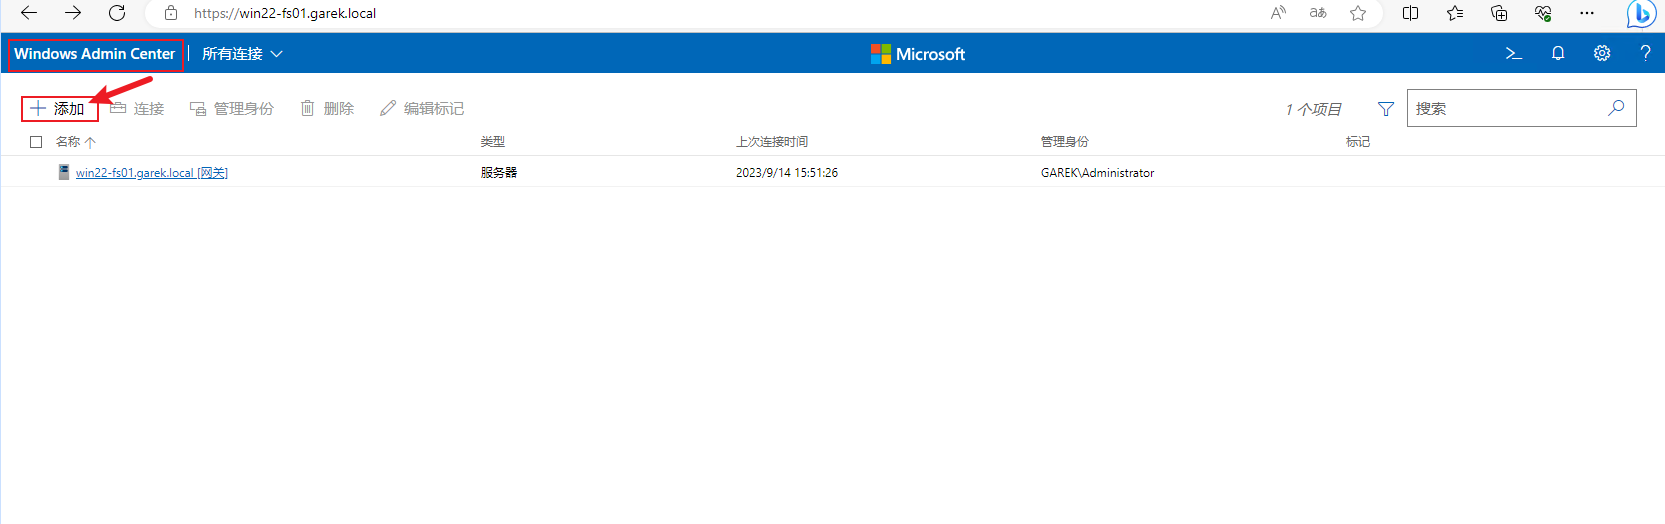 https://win22-fs01.garek.local
Windows Admin Center 所有连接 Microsoft
添加 连接 管理身份 删除 编辑标记 1 个项目 搜索
名称 类型 上次连接时间 管理身份 标记
win22-fs01.garek.local [网关] 服务器 2023/9/14 15:51:26 GAREK\Administrator